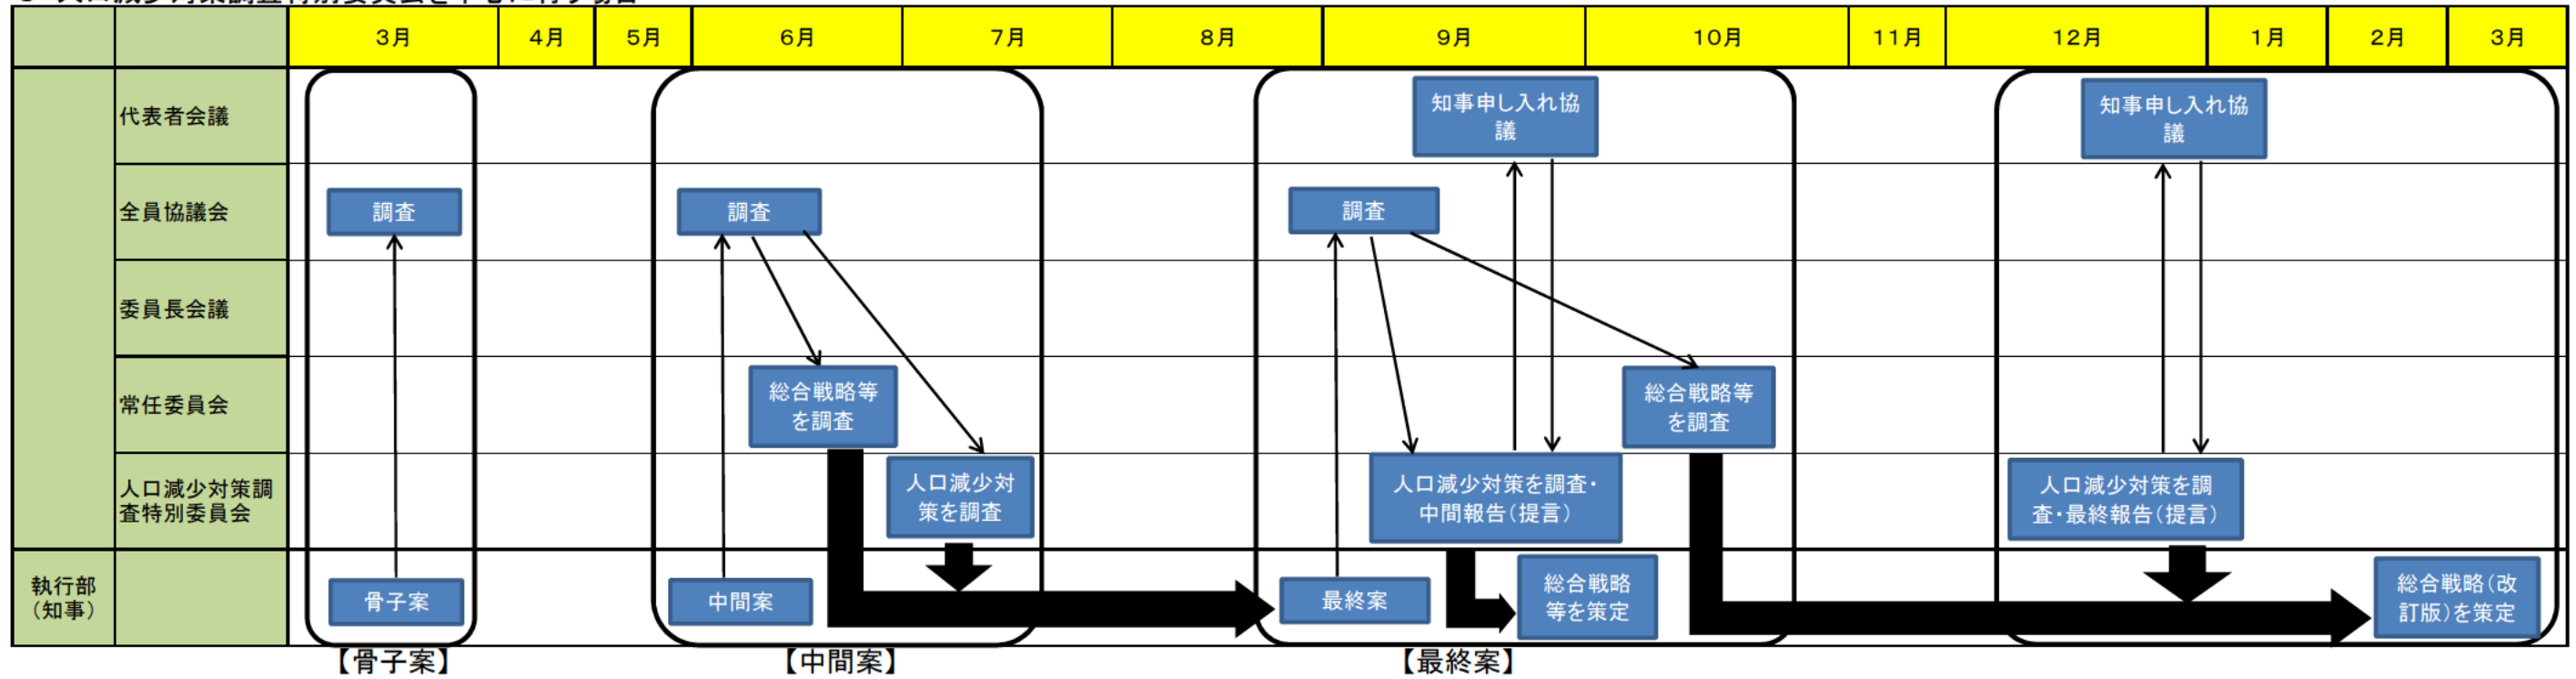 3月 4月 5月 6月 7月 8月 9月 10月 11月 12月 1月 2月 3月
代表者会議
知事申し入れ協
議
知事申し入れ協
議
全員協議会
調査
調査
調査
委員長会議
常任委員会
総合戦略等
を調査
総合戦略等
を調査
人口減少対策調
査特別委員会
人口減少対
策を調査
人口減少対策を調査・
中間報告(提言)
人口減少対策を調
査・最終報告(提言)
執行部
(知事)
骨子案
中間案
最終案
総合戦略
等を策定
総合戦略(改
訂版)を策定
【骨子案】
【中間案】
【最終案】